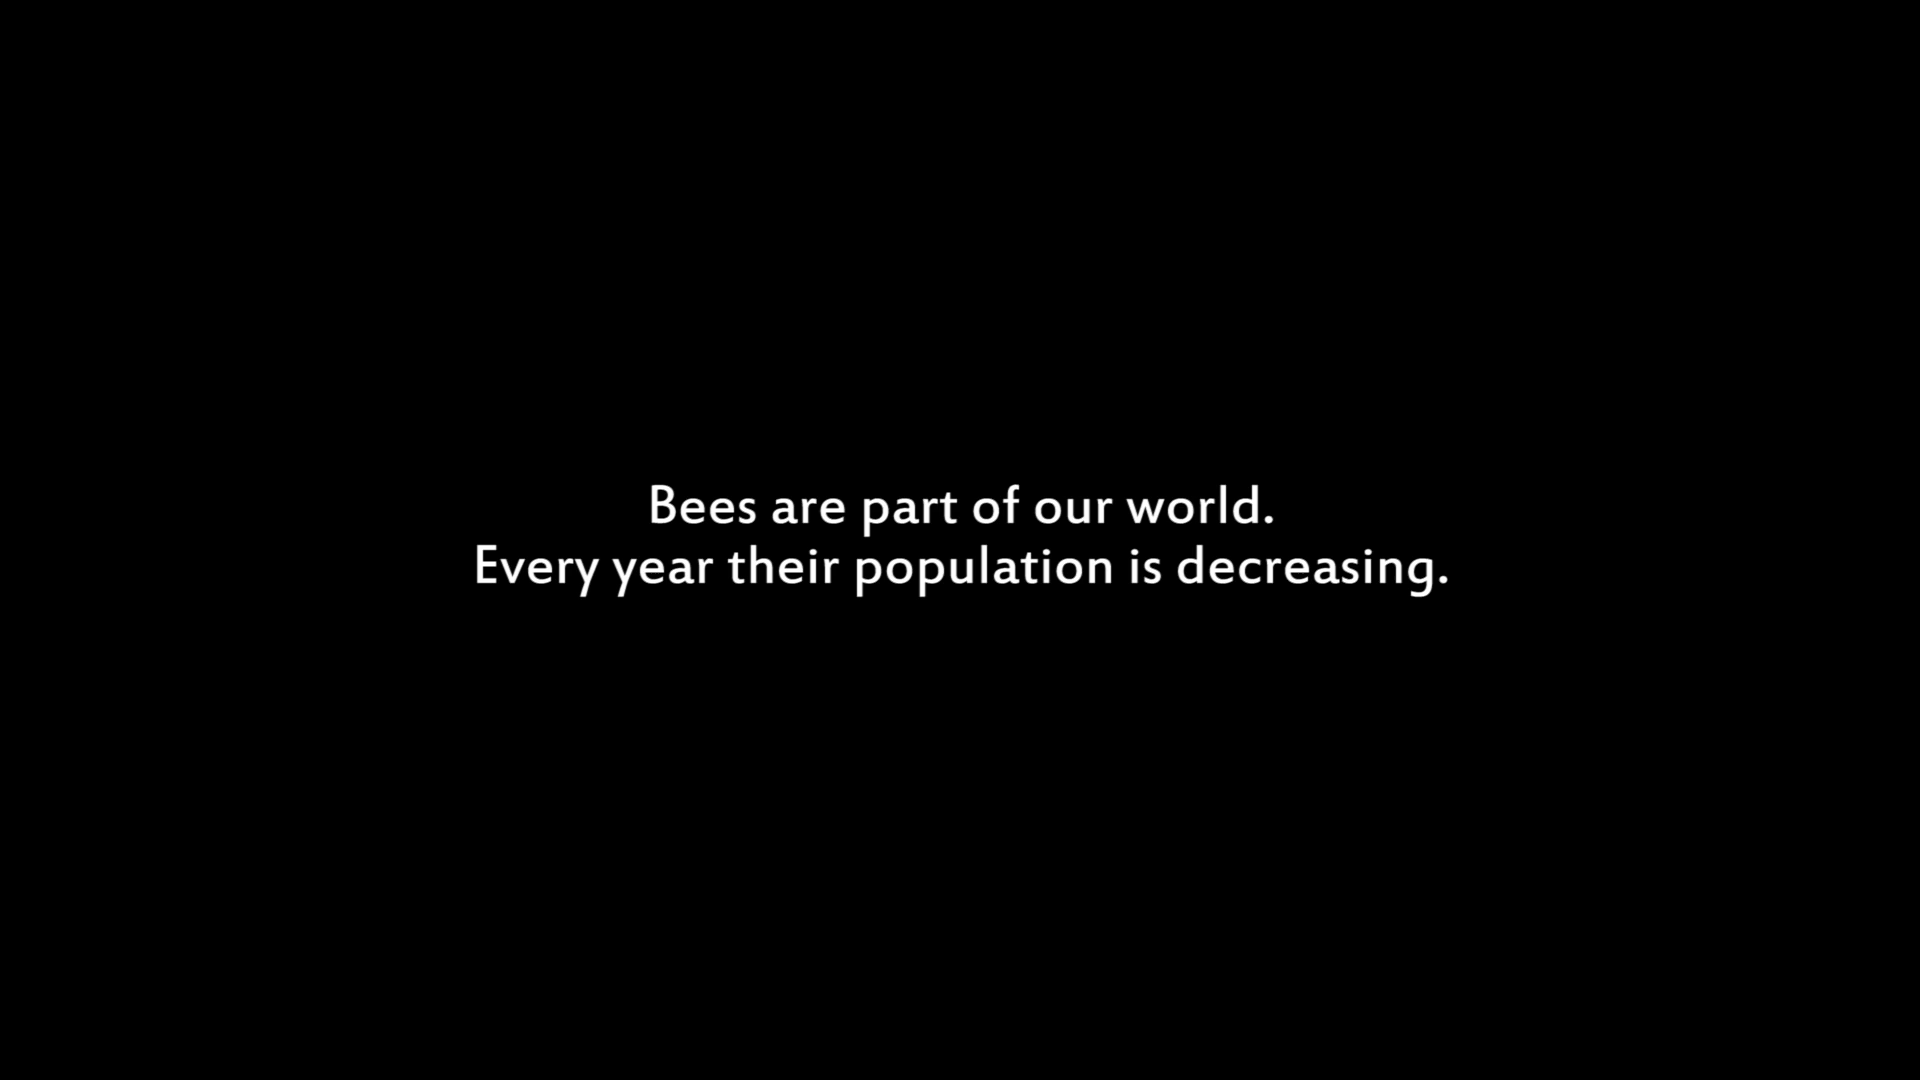 Bees are part of our world.
Every year their population is decreasing.